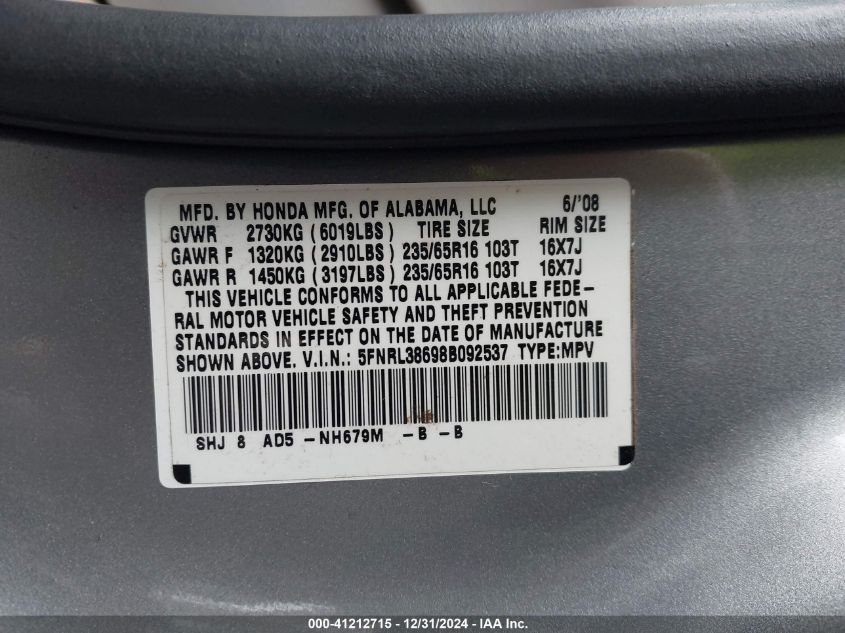 MFD. BY HONDA MFG. OF ALABAMA, LLC 6/'08
GVWR 2730KG (6019LBS) TIRE SIZE RIM SIZE
GAWR F 1320KG (2910LBS) 235/65R16 103T 16X7J
GAWR R 1450KG (3197LBS) 235/65R16 103T 16X7J
THIS VEHICLE CONFORMS TO ALL APPLICABLE FEDE-
RAL MOTOR VEHICLE SAFETY AND THEFT PREVENTION
STANDARDS IN EFFECT ON THE DATE OF MANUFACTURE
SHOWN ABOVE. V.I.N.: 5FNRL38698B092537 TYPE:MPV
SHJ 8 AD5 -NH679M -B -B
000-41212715 - 12/31/2024 - IAA Inc.